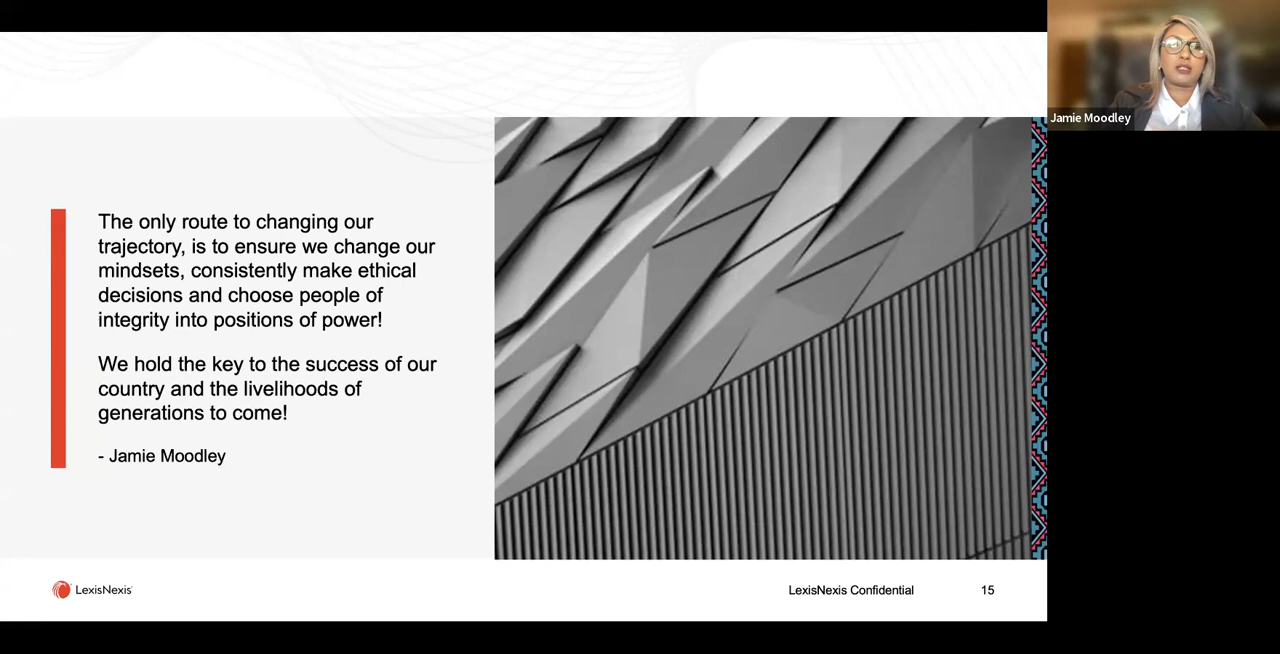 Jamie Moodley
The only route to changing our
trajectory, is to ensure we change our
mindsets, consistently make ethical
decisions and choose people of
integrity into positions of power!
We hold the key to the success of our
country and the livelihoods of
generations to come!
- Jamie Moodley
LexisNexis
LexisNexis Confidential
15